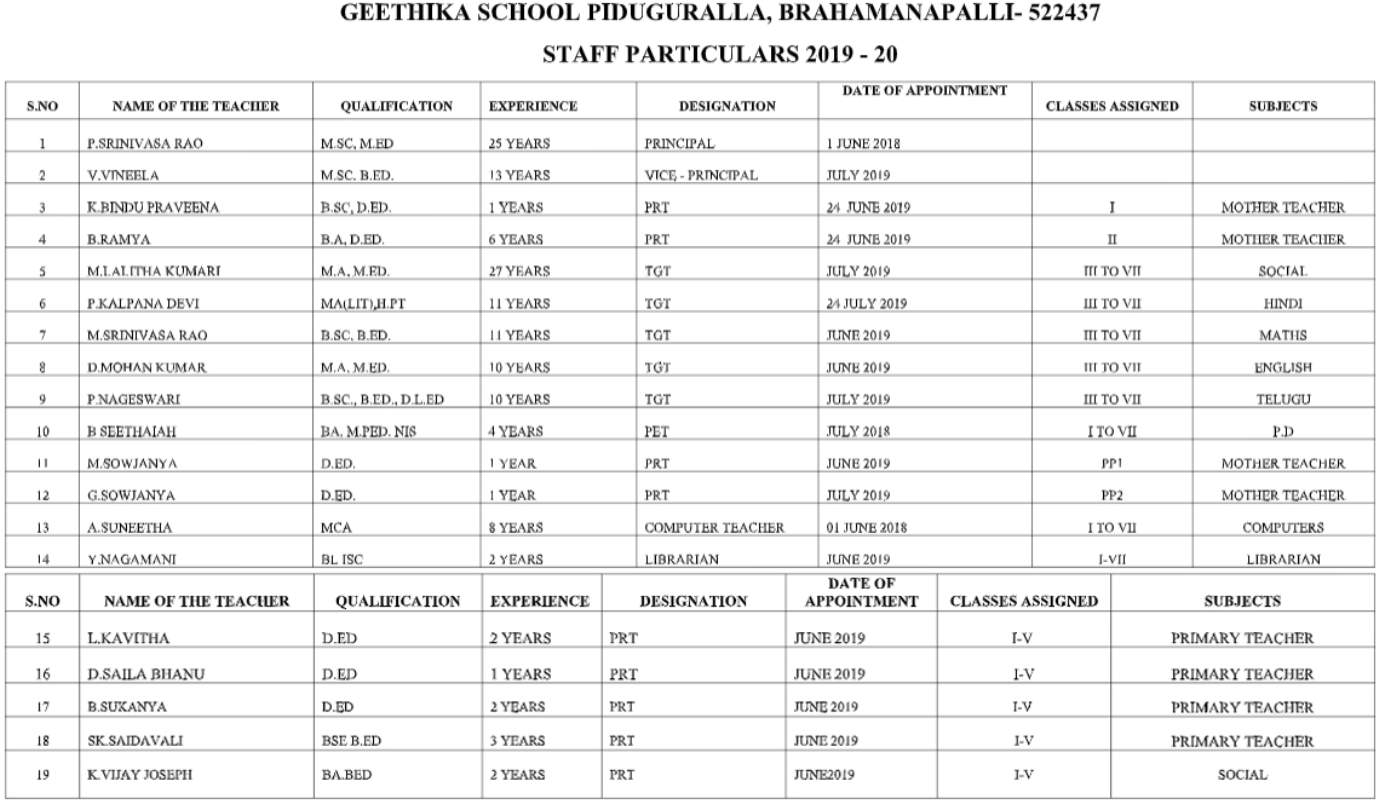 GEETHIKA SCHOOL PIDUGURALLA, BRAHAMANAPALLI- 522437
STAFF PARTICULARS 2019 - 20
S.NO NAME OF THE TEACHER QUALIFICATION EXPERIENCE DESIGNATION DATE OF APPOINTMENT CLASSES ASSIGNED SUBJECTS
1 P.SRINIVASA RAO M.SC, M.ED 25 YEARS PRINCIPAL 1 JUNE 2018
2 V.VINEELA M.SC. B.ED. 13 YEARS VICE - PRINCIPAL JULY 2019
3 K.BINDU PRAVEENA B.SC, D.ED. 1 YEARS PRT 24 JUNE 2019 I MOTHER TEACHER
4 B.RAMYA B.A, D.ED. 6 YEARS PRT 24 JUNE 2019 II MOTHER TEACHER
5 M.LALITHA KUMARI M.A, M.ED. 27 YEARS TGT JULY 2019 III TO VII SOCIAL
6 P.KALPANA DEVI MA(LIT),H.PT 11 YEARS TGT 24 JULY 2019 III TO VII HINDI
7 M.SRINIVASA RAO B.SC, B.ED. 11 YEARS TGT JUNE 2019 III TO VII MATHS
8 D.MOHAN KUMAR M.A, M.ED. 10 YEARS TGT JUNE 2019 III TO VII ENGLISH
9 P.NAGESWARI B.SC., B.ED., D.L.ED 10 YEARS TGT JULY 2019 III TO VII TELUGU
10 B SEETHAIAH BA, M.PED. NIS 4 YEARS PET JULY 2018 I TO VII P.D
11 M.SOWJANYA D.ED. 1 YEAR PRT JUNE 2019 PP1 MOTHER TEACHER
12 G.SOWJANYA D.ED. 1 YEAR PRT JULY 2019 PP2 MOTHER TEACHER
13 A.SUNEETHA MCA 8 YEARS COMPUTER TEACHER 01 JUNE 2018 I TO VII COMPUTERS
14 Y.NAGAMANI BL ISC 2 YEARS LIBRARIAN JUNE 2019 I-VII LIBRARIAN
S.NO NAME OF THE TEACHER QUALIFICATION EXPERIENCE DESIGNATION DATE OF APPOINTMENT CLASSES ASSIGNED SUBJECTS
15 L.KAVITHA D.ED 2 YEARS PRT JUNE 2019 I-V PRIMARY TEACHER
16 D.SAILA BHANU D.ED 1 YEARS PRT JUNE 2019 I-V PRIMARY TEACHER
17 B.SUKANYA D.ED 2 YEARS PRT JUNE 2019 I-V PRIMARY TEACHER
18 SK.SAIDAVALI BSE B.ED 3 YEARS PRT JUNE 2019 I-V PRIMARY TEACHER
19 K.VIJAY JOSEPH BA.BED 2 YEARS PRT JUNE2019 I-V SOCIAL